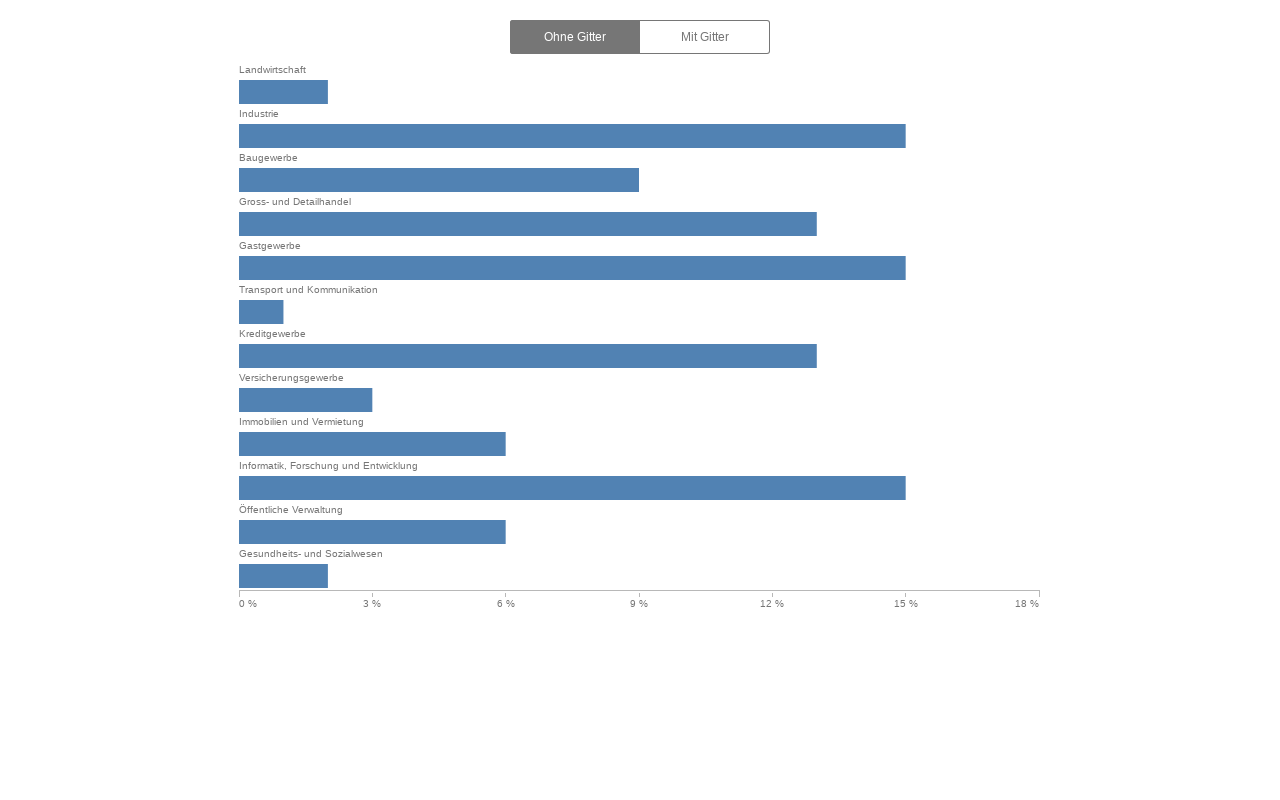 Ohne Gitter Mit Gitter
Landwirtschaft
Industrie
Baugewerbe
Gross- und Detailhandel
Gastgewerbe
Transport und Kommunikation
Kreditgewerbe
Versicherungsgewerbe
Immobilien und Vermietung
Informatik, Forschung und Entwicklung
Öffentliche Verwaltung
Gesundheits- und Sozialwesen
0 % 3 % 6 % 9 % 12 % 15 % 18 %